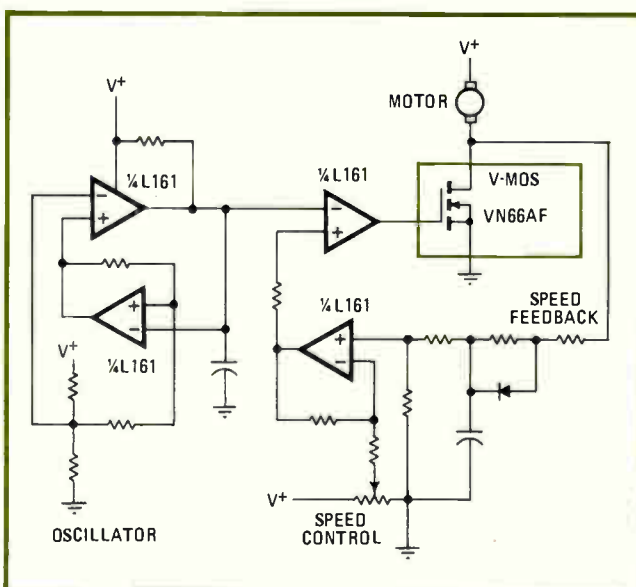 V+
MOTOR
V+
¼ L161
¼ L161
V-MOS
VN66AF
¼ L161
SPEED
FEEDBACK
¼ L161
V+
V+
SPEED
CONTROL
OSCILLATOR